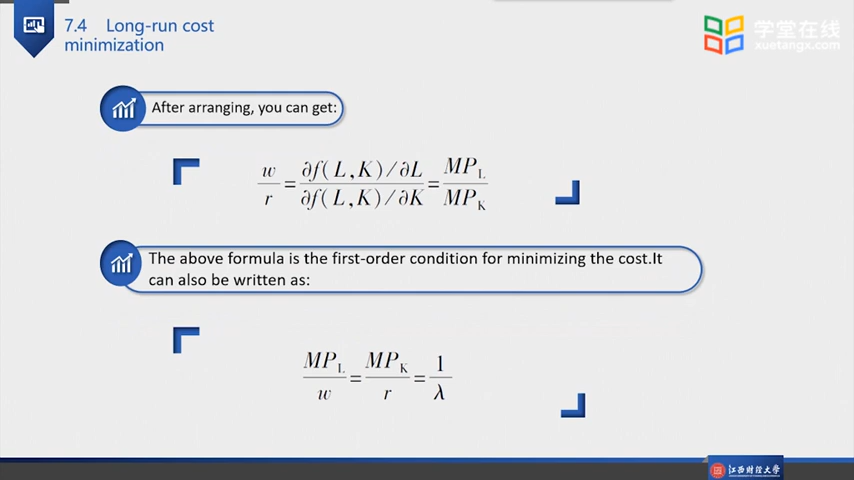 7.4 Long-run cost
minimization
学堂在线
xuetangx.com
After arranging, you can get:
w/r = ∂f(L,K)/∂L / ∂f(L,K)/∂K = MP_L/MP_K
The above formula is the first-order condition for minimizing the cost.It
can also be written as:
MP_L/w = MP_K/r = 1/λ
江西财经大学